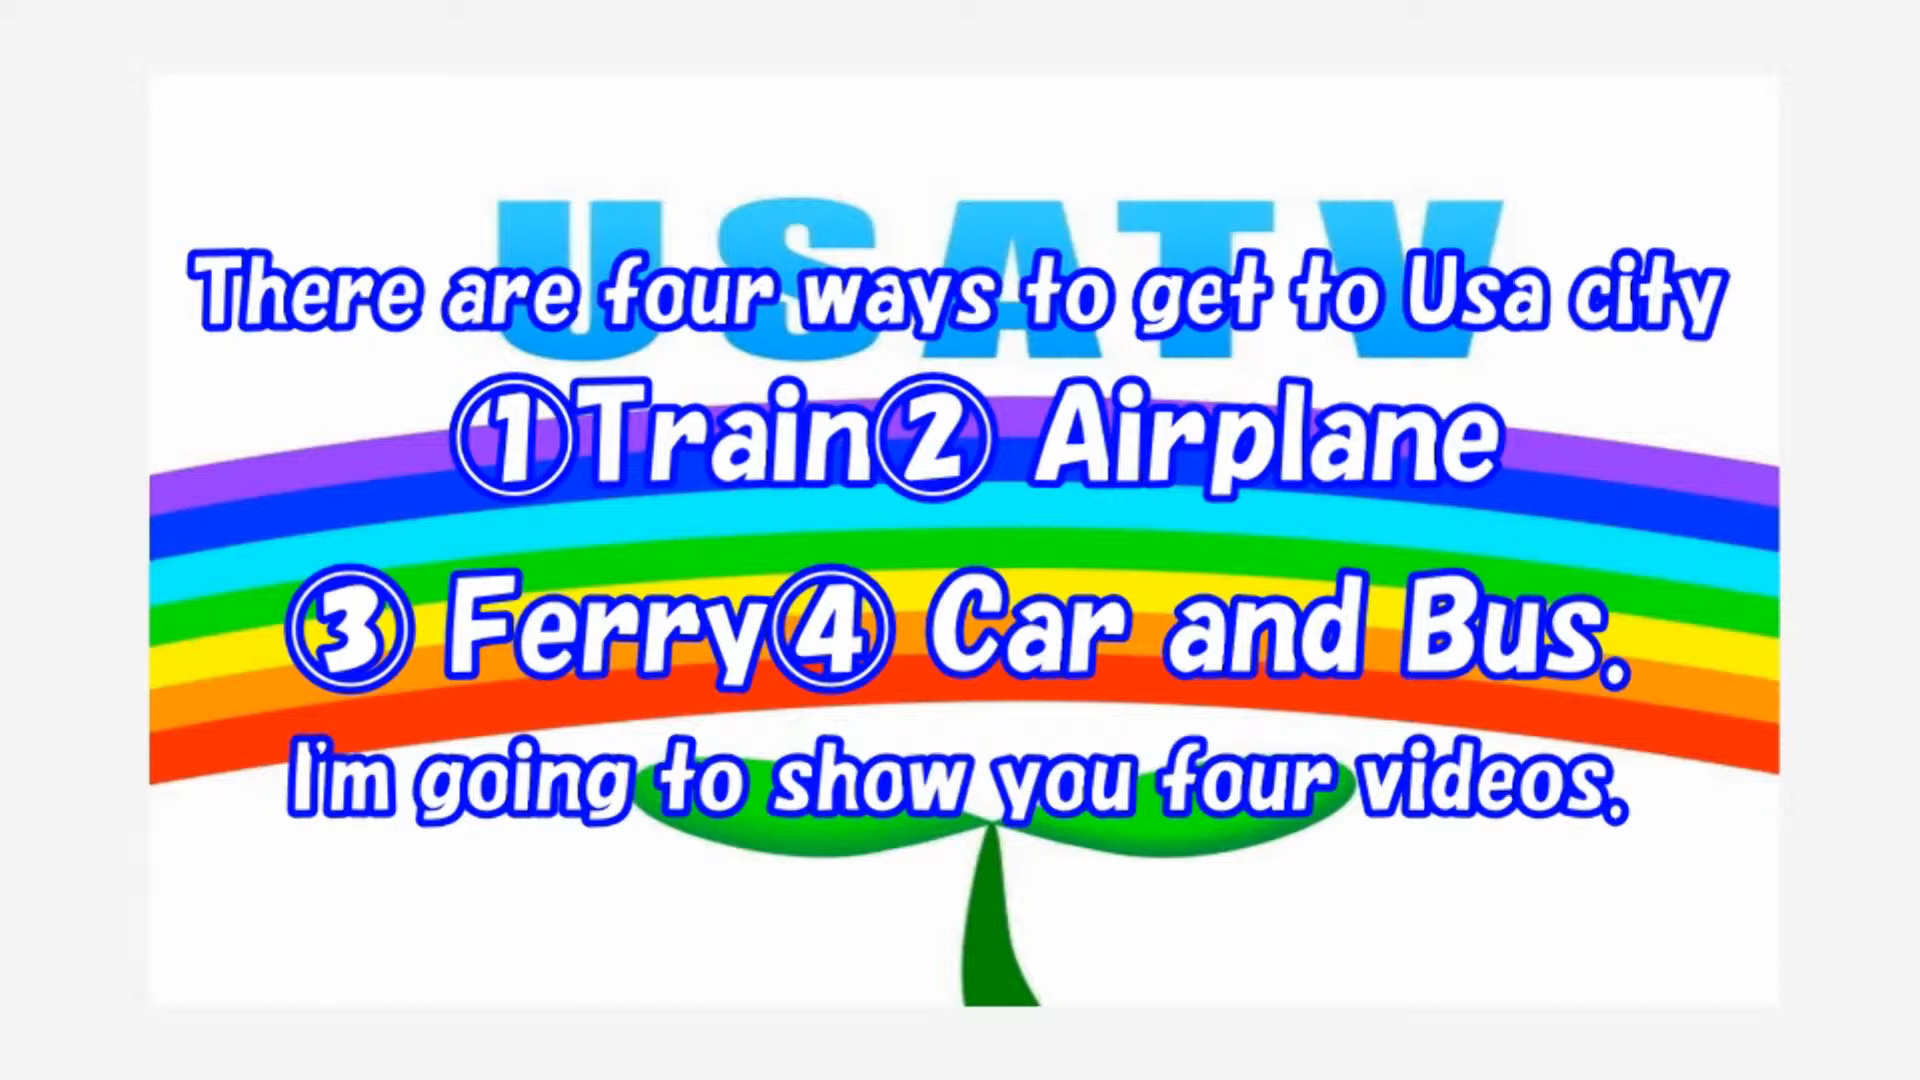 USATV
There are four ways to get to Usa city
①Train② Airplane
③ Ferry④ Car and Bus.
I'm going to show you four videos.